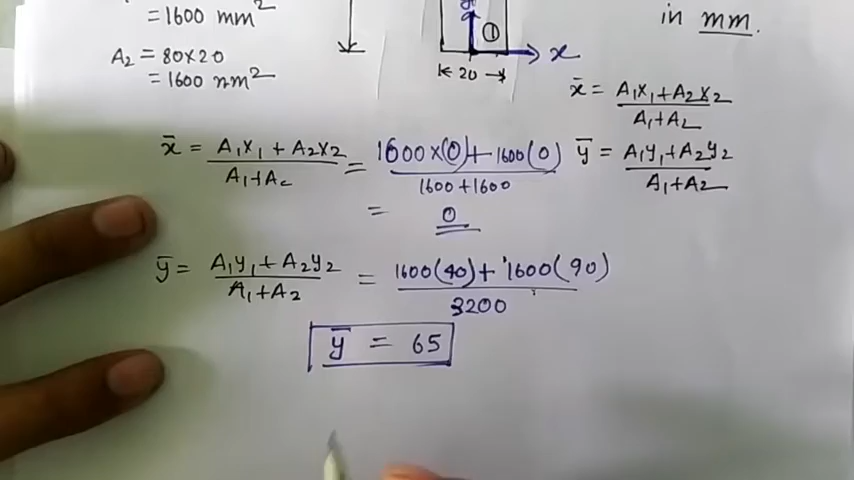 = 1600 mm²
A₂ = 80×20
= 1600 mm²
①
x
20
in mm.
x̄ = A₁x₁ + A₂x₂ / A₁+A₂
x̄ = A₁x₁ + A₂x₂ / A₁+A₂ = 1600×(0) + 1600(0) / 1600+1600
ȳ = A₁y₁ + A₂y₂ / A₁+A₂
= 0
ȳ = A₁y₁ + A₂y₂ / A₁+A₂ = 1600(40) + 1600(90) / 3200
ȳ = 65